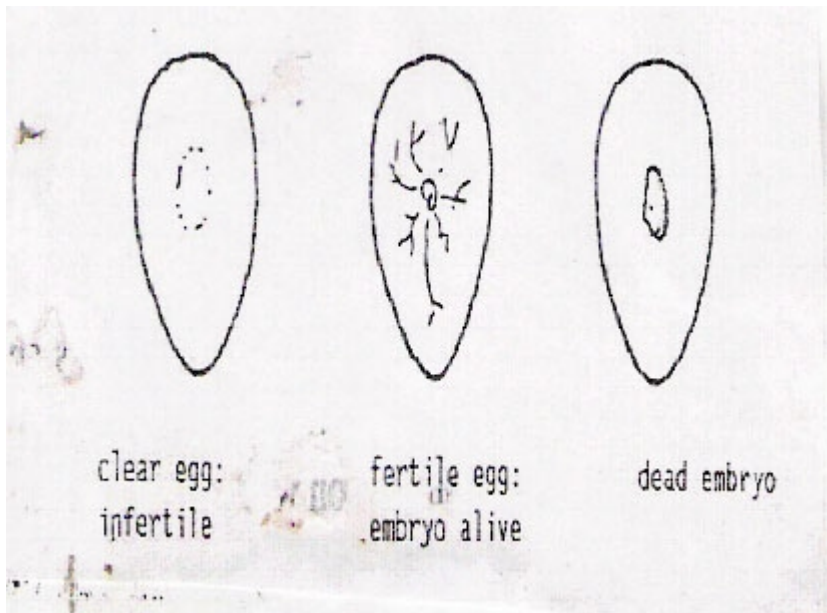 clear egg:
infertile
fertile egg:
embryo alive
dead embryo